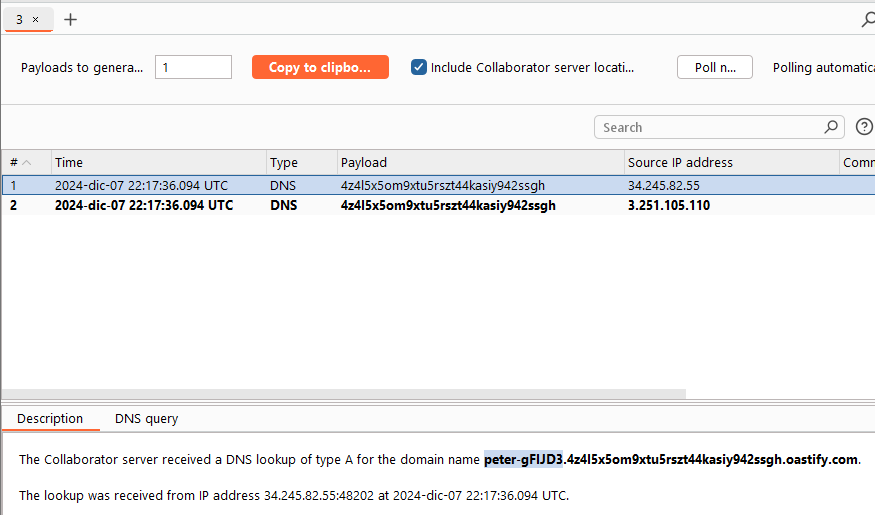 3 × +
Payloads to genera... 1 Copy to clipbo... Include Collaborator server locati... Poll n... Polling automatica
Search
# Time Type Payload Source IP address Comm
1 2024-dic-07 22:17:36.094 UTC DNS 4z4l5x5om9xtu5rszt44kasiy942ssgh 34.245.82.55
2 2024-dic-07 22:17:36.094 UTC DNS 4z4l5x5om9xtu5rszt44kasiy942ssgh 3.251.105.110
Description DNS query
The Collaborator server received a DNS lookup of type A for the domain name peter-gFIJD3.4z4l5x5om9xtu5rszt44kasiy942ssgh.oastify.com.
The lookup was received from IP address 34.245.82.55:48202 at 2024-dic-07 22:17:36.094 UTC.